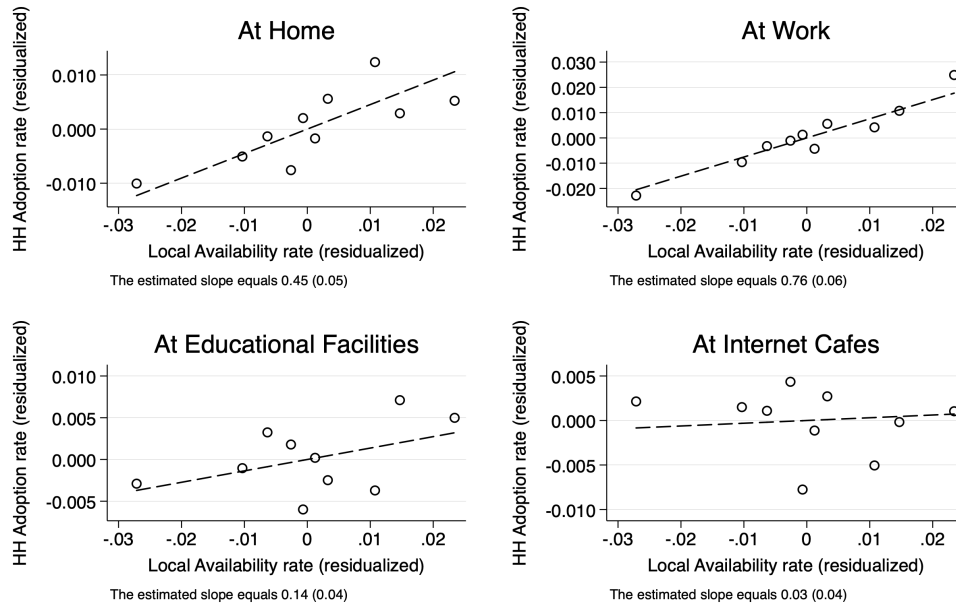 At Home
HH Adoption rate (residualized)
0.010
0.000
-0.010
-.03 -.02 -.01 0 .01 .02
Local Availability rate (residualized)
The estimated slope equals 0.45 (0.05)
At Work
HH Adoption rate (residualized)
0.030
0.020
0.010
0.000
-0.010
-0.020
-.03 -.02 -.01 0 .01 .02
Local Availability rate (residualized)
The estimated slope equals 0.76 (0.06)
At Educational Facilities
HH Adoption rate (residualized)
0.010
0.005
0.000
-0.005
-.03 -.02 -.01 0 .01 .02
Local Availability rate (residualized)
The estimated slope equals 0.14 (0.04)
At Internet Cafes
HH Adoption rate (residualized)
0.005
0.000
-0.005
-0.010
-.03 -.02 -.01 0 .01 .02
Local Availability rate (residualized)
The estimated slope equals 0.03 (0.04)